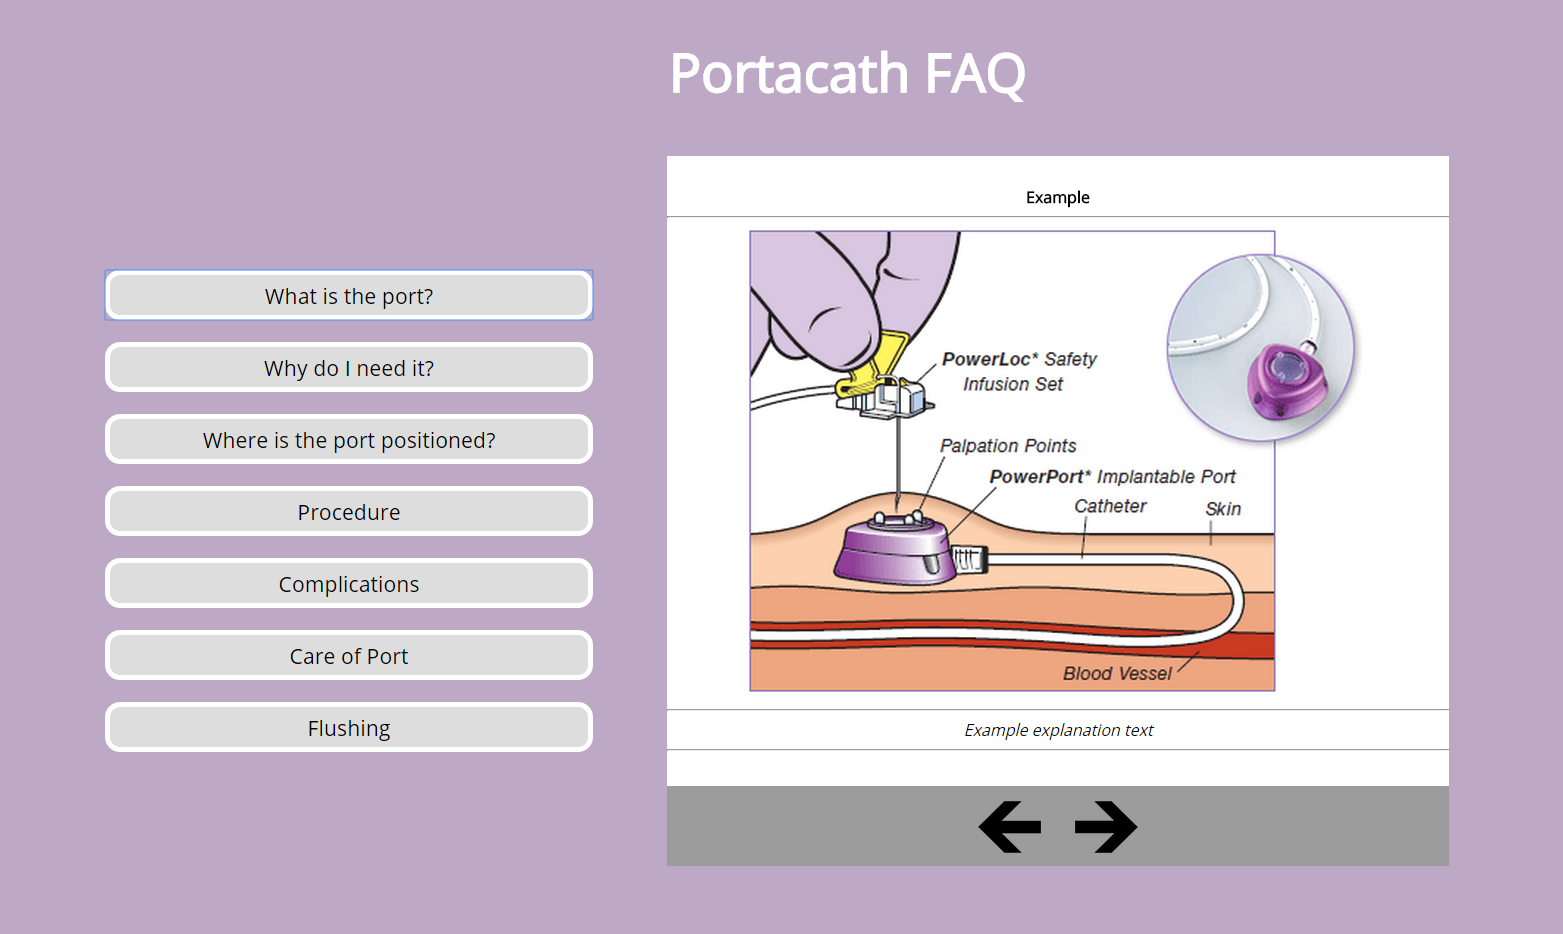 Portacath FAQ
What is the port?
Why do I need it?
Where is the port positioned?
Procedure
Complications
Care of Port
Flushing
Example
PowerLoc* Safety
Infusion Set
Palpation Points
PowerPort* Implantable Port
Catheter
Skin
Blood Vessel
Example explanation text